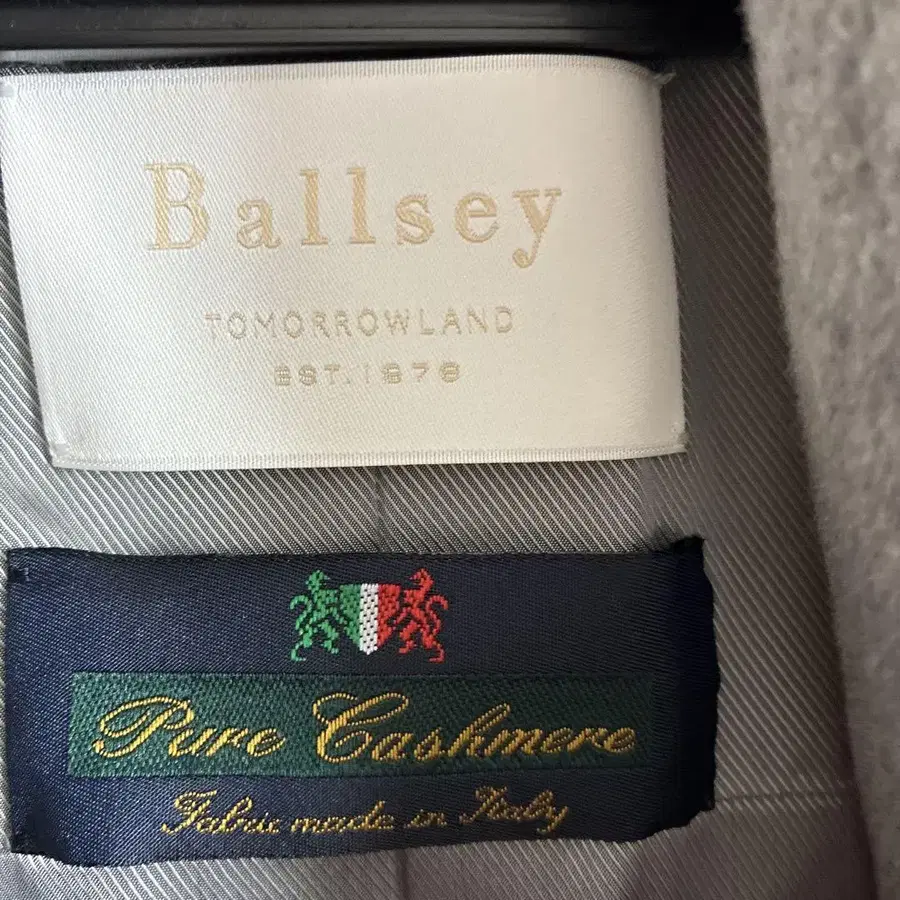 Ballsey
TOMORROWLAND
EST.1978
Pure Cashmere
Fabric made in Italy